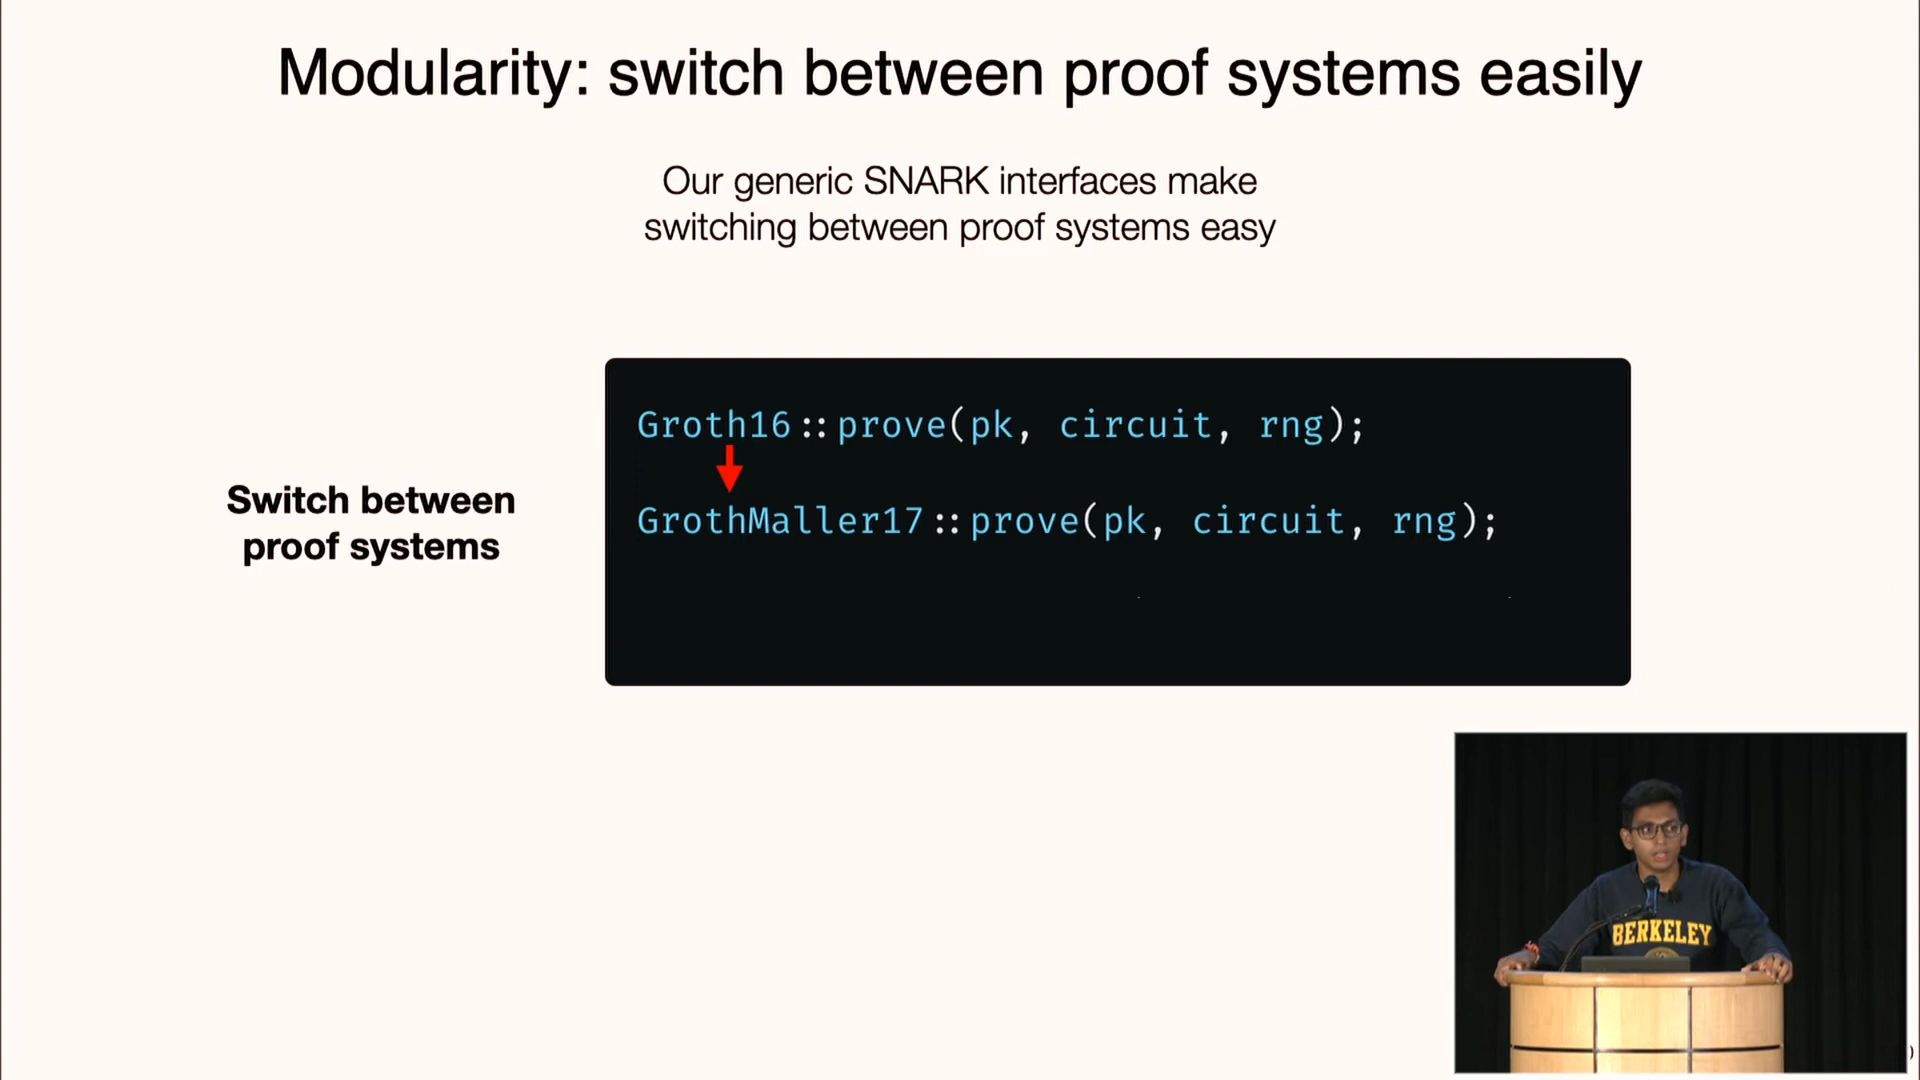 Modularity: switch between proof systems easily
Our generic SNARK interfaces make
switching between proof systems easy
Switch between
proof systems
Groth16::prove(pk, circuit, rng);
GrothMaller17::prove(pk, circuit, rng);
BERKELEY